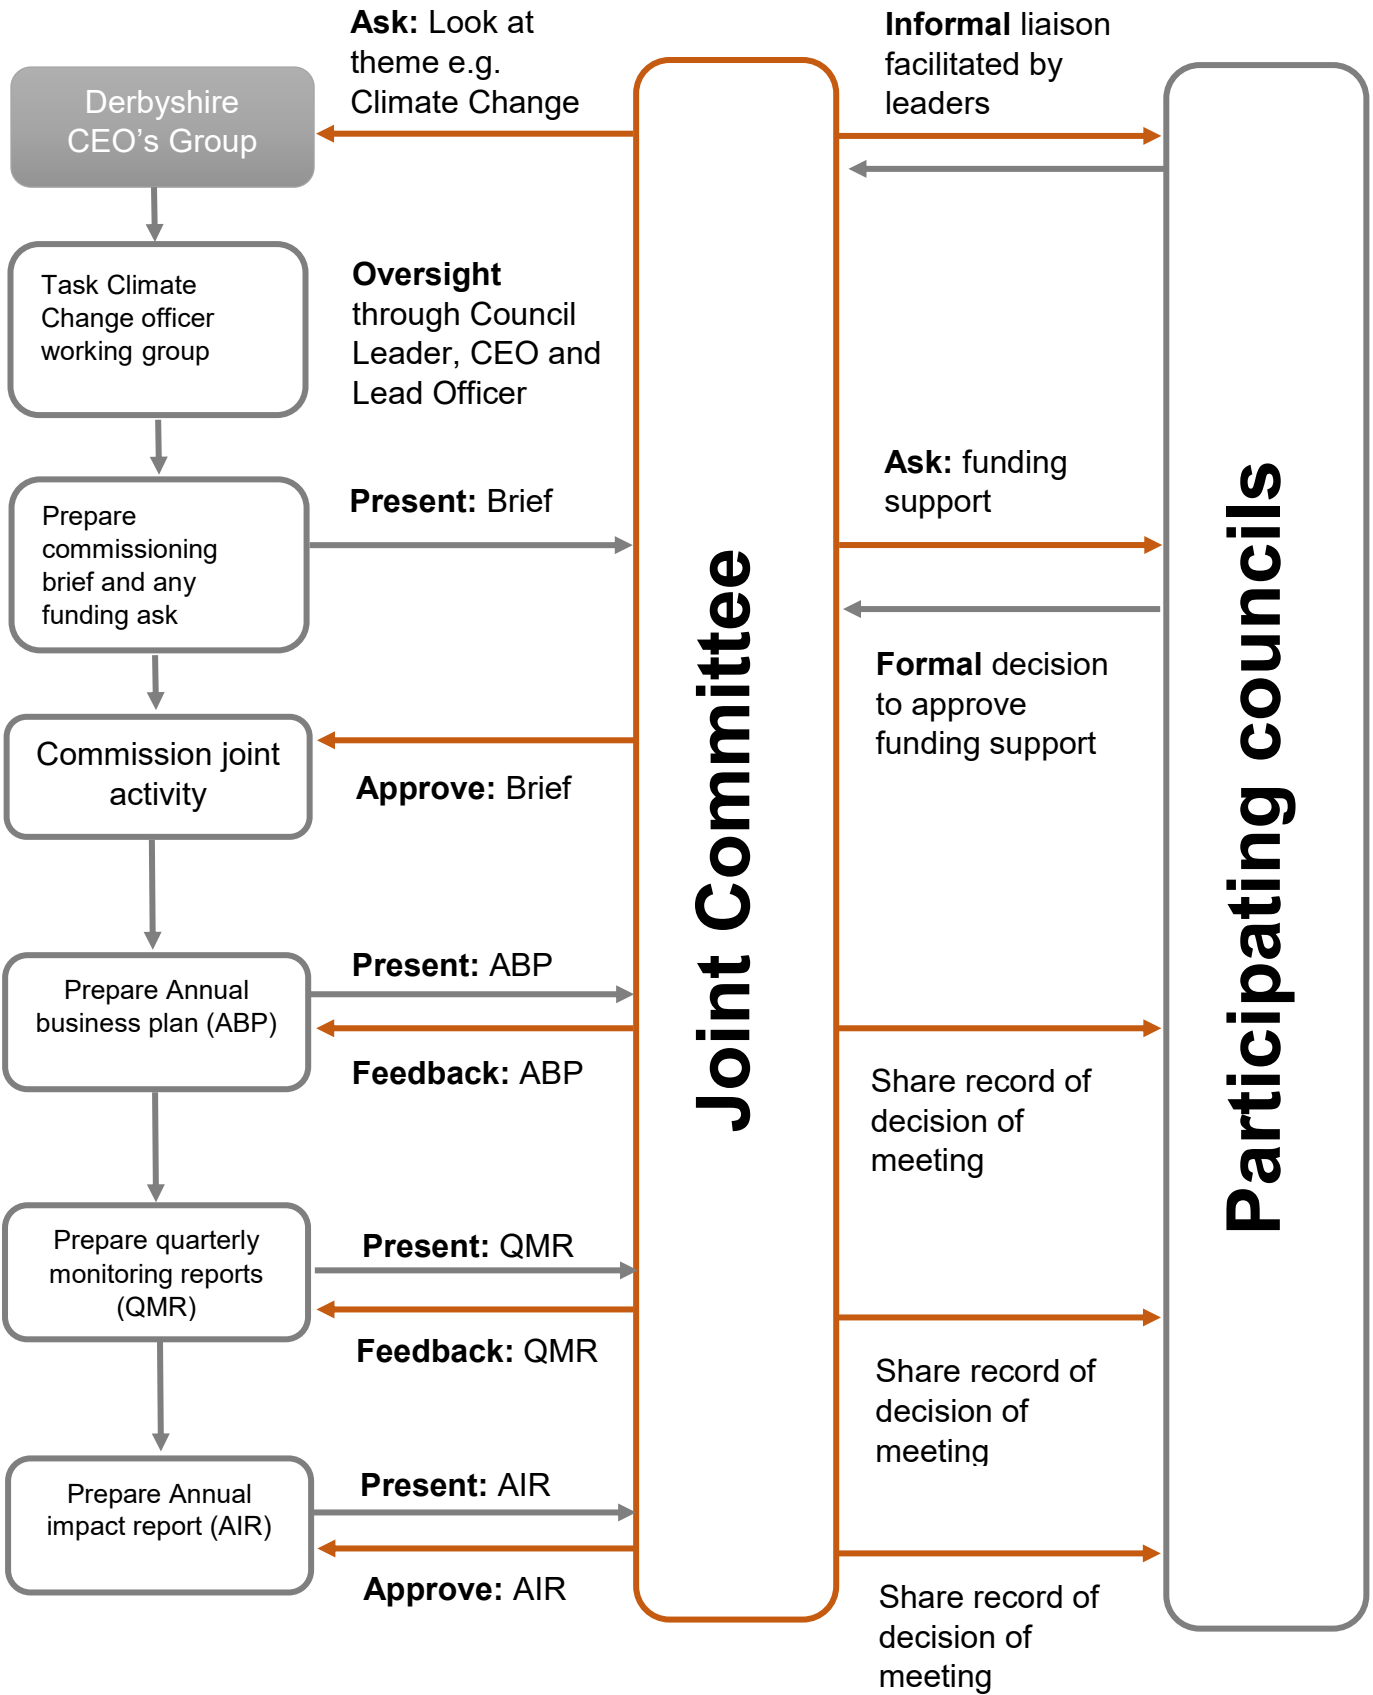 Ask: Look at
theme e.g.
Climate Change
Informal liaison
facilitated by
leaders
Derbyshire
CEO’s Group
Task Climate
Change officer
working group
Oversight
through Council
Leader, CEO and
Lead Officer
Prepare
commissioning
brief and any
funding ask
Present: Brief
Ask: funding
support
Formal decision
to approve
funding support
Commission joint
activity
Approve: Brief
Joint Committee
Participating councils
Prepare Annual
business plan (ABP)
Present: ABP
Feedback: ABP
Share record of
decision of
meeting
Prepare quarterly
monitoring reports
(QMR)
Present: QMR
Feedback: QMR
Share record of
decision of
meeting
Prepare Annual
impact report (AIR)
Present: AIR
Approve: AIR
Share record of
decision of
meeting